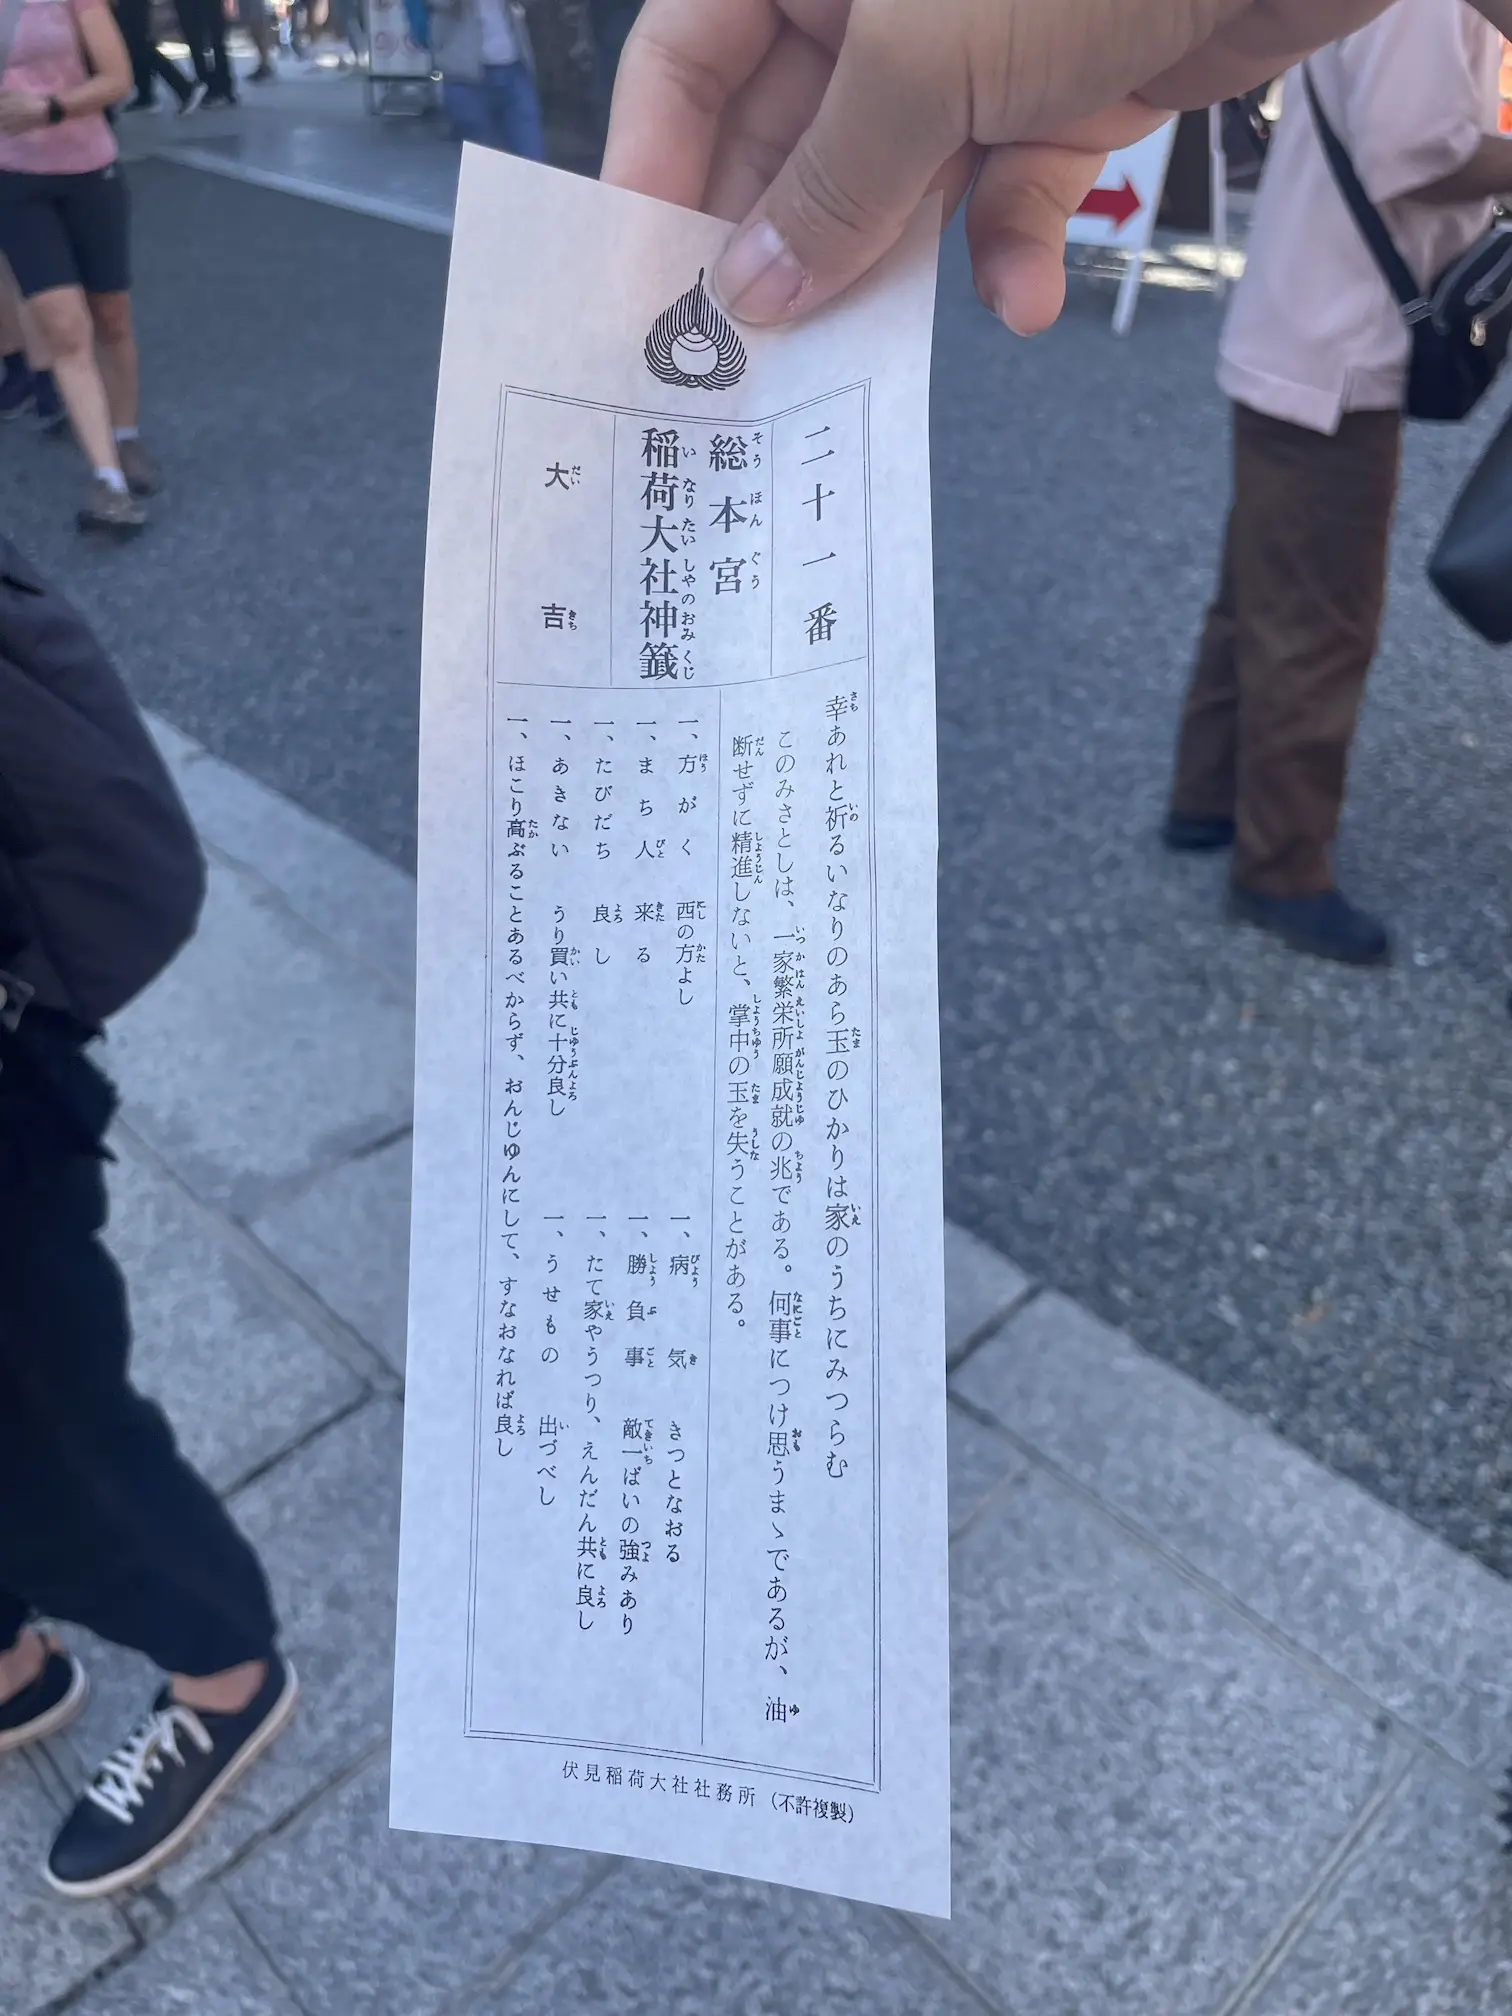 二十一番
総本宮
稲荷大社神籤
大吉
幸あれと祈るいなりのあら玉のひかりは家のうちにみつらむ
このみさとしは、一家繁栄所願成就の兆である。何事につけ思うまゝであるが、油
断せずに精進しないと、掌中の玉を失うことがある。
一、方がく 西の方よし
一、まち人 来る
一、たびだち 良し
一、あきない うり買い共に十分良し
一、病気 きつとなおる
一、勝負事 敵一ぱいの強みあり
一、たて家やうつり、えんだん共に良し
一、うせもの 出づべし
一、ほこり高ぶることあるべからず、おんじゆんにして、すなおなれば良し
伏見稲荷大社社務所（不許複製）